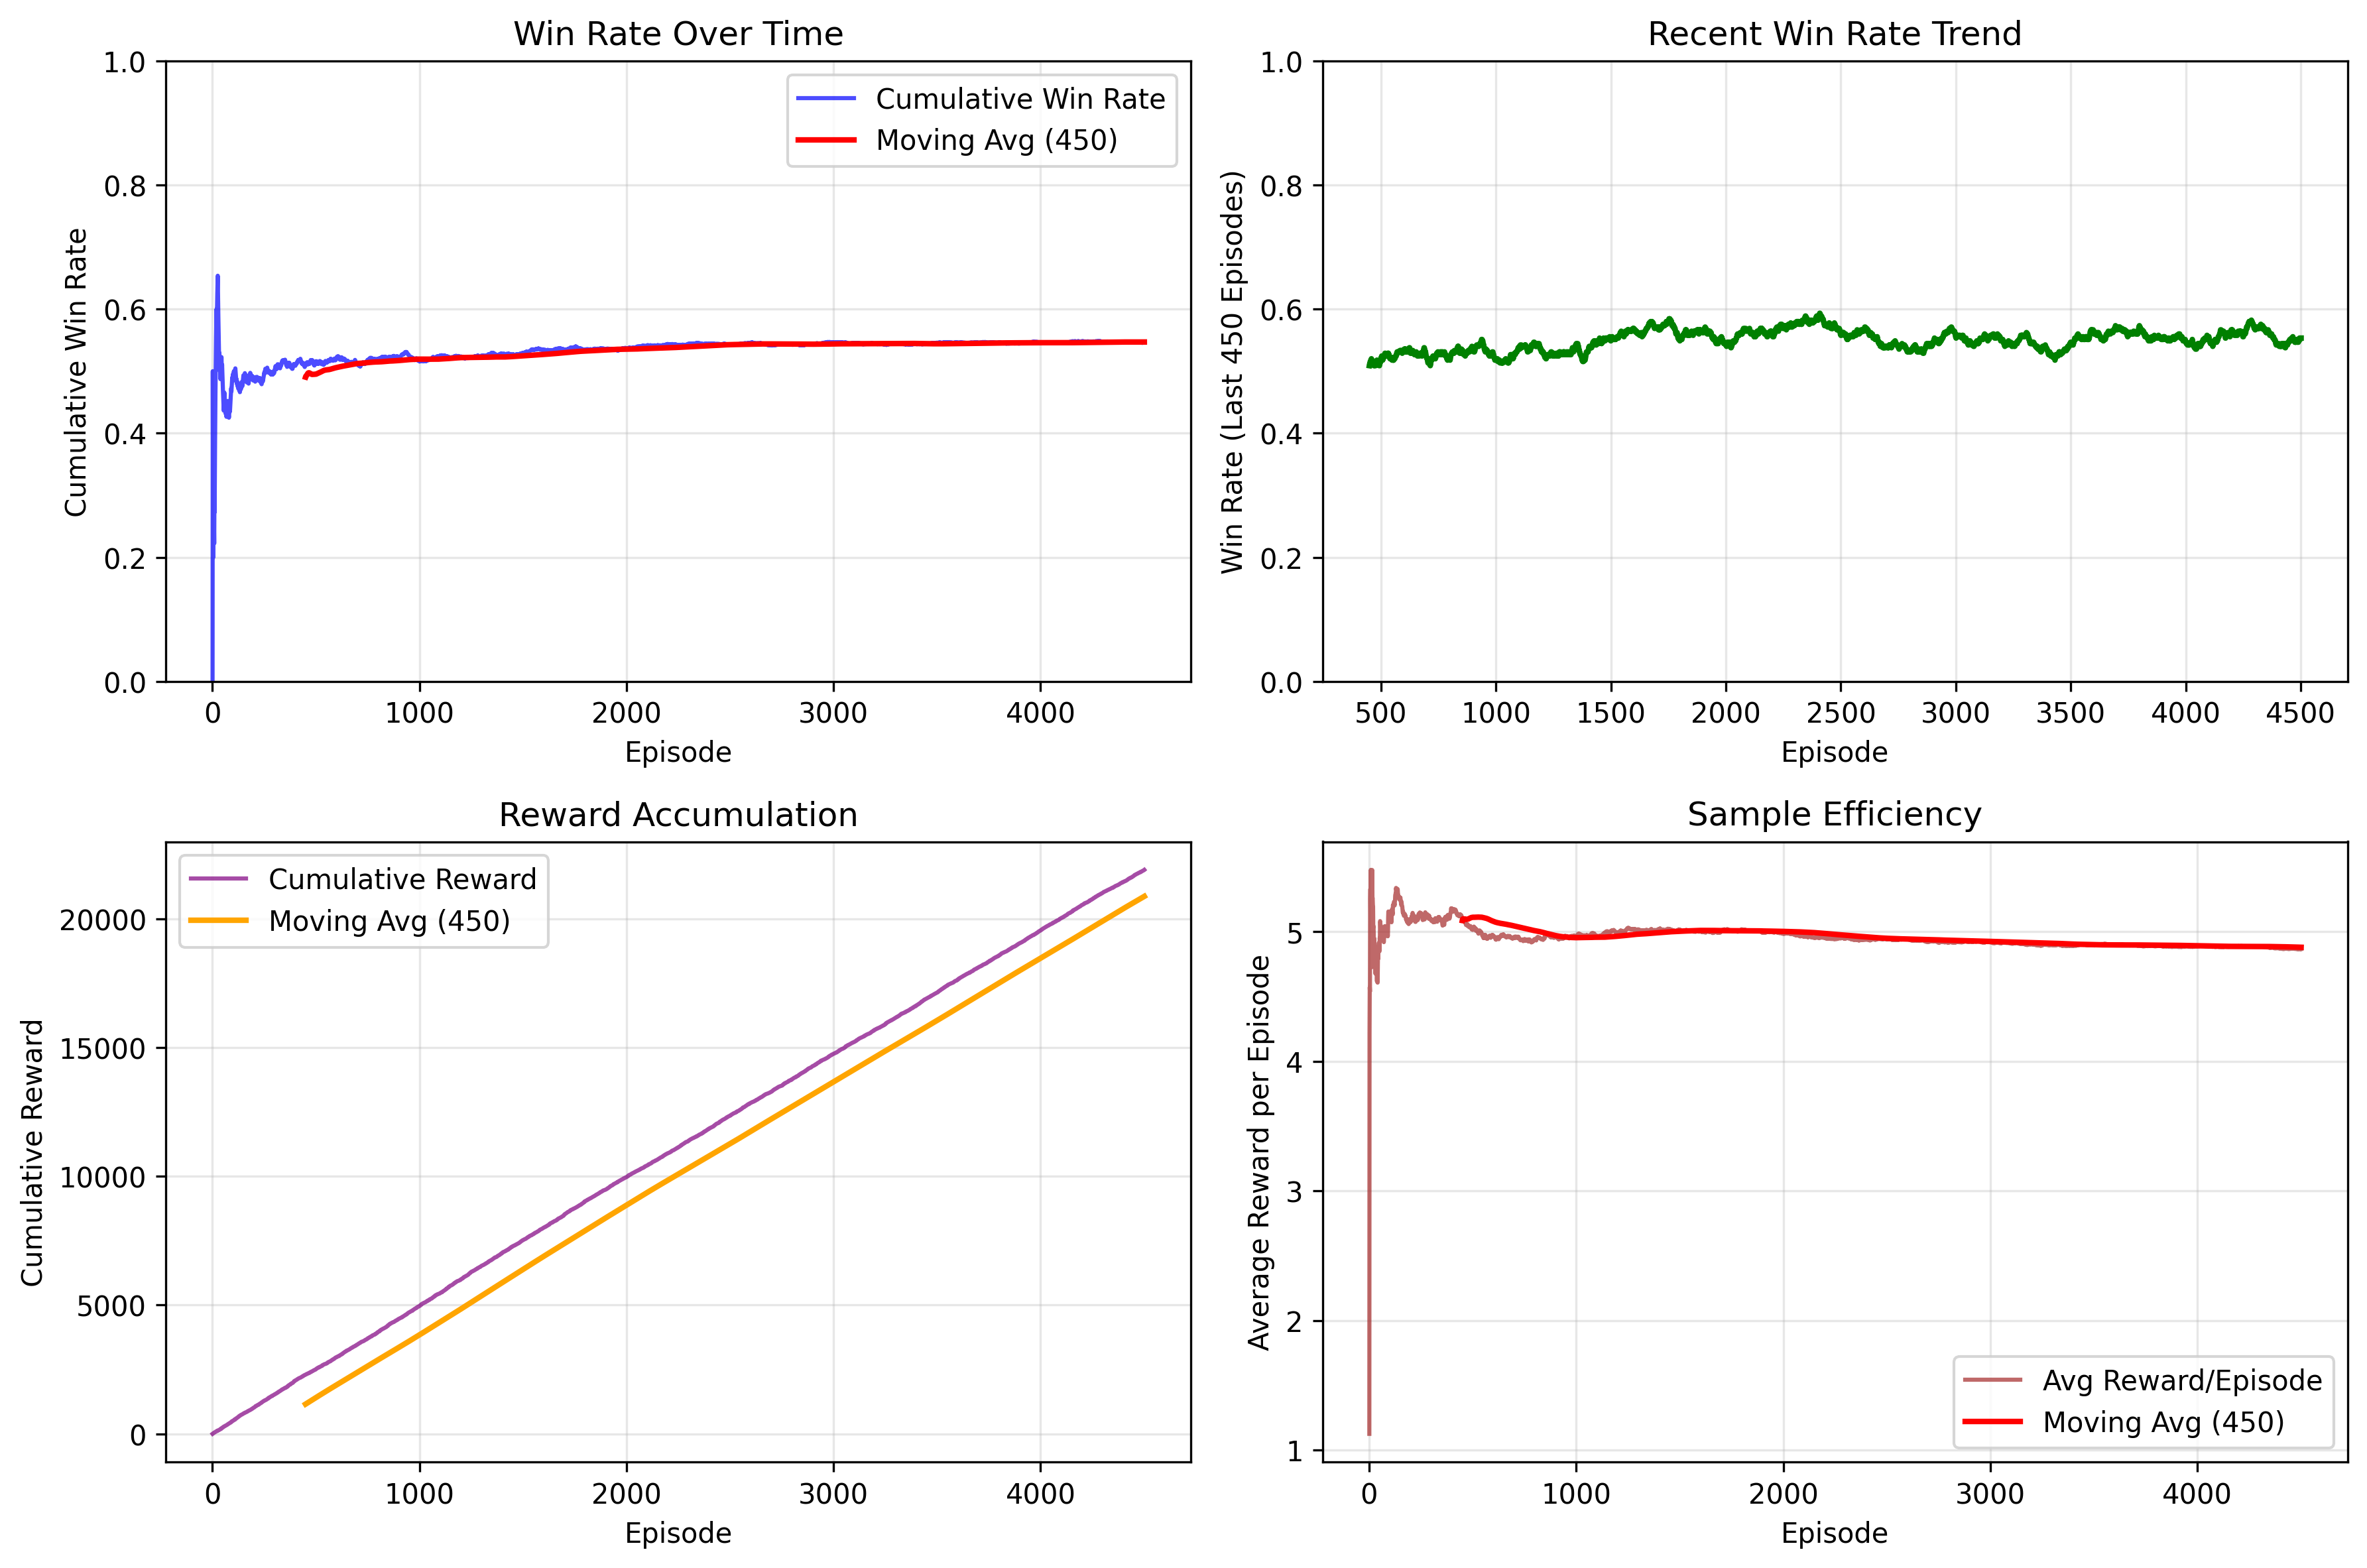 Win Rate Over Time
Cumulative Win Rate
1.0
0.8
0.6
0.4
0.2
0.0
Cumulative Win Rate
Moving Avg (450)
0 1000 2000 3000 4000
Episode
Recent Win Rate Trend
Win Rate (Last 450 Episodes)
1.0
0.8
0.6
0.4
0.2
0.0
500 1000 1500 2000 2500 3000 3500 4000 4500
Episode
Reward Accumulation
Cumulative Reward
20000
15000
10000
5000
0
Cumulative Reward
Moving Avg (450)
0 1000 2000 3000 4000
Episode
Sample Efficiency
Average Reward per Episode
5
4
3
2
1
Avg Reward/Episode
Moving Avg (450)
0 1000 2000 3000 4000
Episode